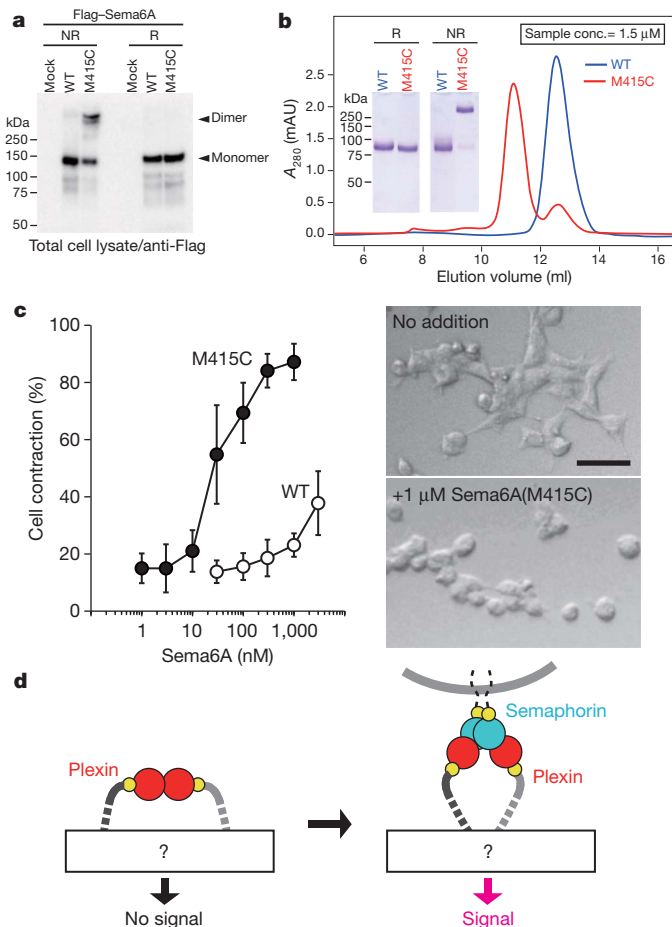 a
Flag–Sema6A
NR R
Mock WT M415C Mock WT M415C
kDa
250
150
100
75
50
Dimer
Monomer
Total cell lysate/anti-Flag
b
Sample conc.= 1.5 μM
WT
M415C
R NR
WT M415C WT M415C
kDa
250
150
100
75
50
A280 (mAU)
2.5
2.0
1.5
1.0
0.5
0.0
6 8 10 12 14 16
Elution volume (ml)
c
Cell contraction (%)
100
80
60
40
20
0
M415C
WT
1 10 100 1,000
Sema6A (nM)
No addition
+1 μM Sema6A(M415C)
d
Plexin
?
No signal
Semaphorin
Plexin
?
Signal